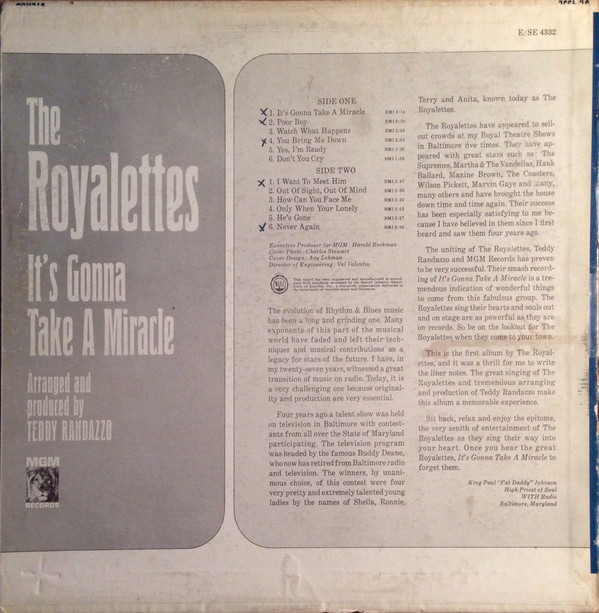 E/SE 4332
The
Royalettes
It's Gonna
Take A Miracle
Arranged and
produced by
TEDDY RANDAZZO
MGM
RECORDS
SIDE ONE
1. It's Gonna Take A Miracle
2. Poor Boy
3. Watch What Happens
4. You Bring Me Down
5. Yes, I'm Ready
6. Don't You Cry
SIDE TWO
1. I Want To Meet Him
2. Out Of Sight, Out Of Mind
3. How Can You Face Me
4. Only When Your Lonely
5. He's Gone
6. Never Again
Executive Producer for MGM: Harold Berkman
Cover Photo: Charles Stewart
Cover Design: Acy Lehman
Director of Engineering: Val Valentin
The evolution of Rhythm & Blues music
has been a long and grinding one. Many
exponents of this part of the musical
world have faded and left their tech-
niques and musical contributions as a
legacy for stars of the future. I have, in
my twenty-seven years, witnessed a great
transition of music on radio. Today, it is
a very challenging one because original-
ity and production are very essential.
Four years ago a talent show was held
on television in Baltimore with contest-
ants from all over the State of Maryland
participating. The television program
was headed by the famous Buddy Deane,
who now has retired from Baltimore radio
and television. The winners, by unani-
mous choice, of this contest were four
very pretty and extremely talented young
ladies by the names of Sheila, Ronnie,
Terry and Anita, known today as The
Royalettes.
The Royalettes have appeared to sell-
out crowds at my Royal Theatre Shows
in Baltimore five times. They have ap-
peared with great stars such as: The
Supremes, Martha & The Vandellas, Hank
Ballard, Maxine Brown, The Coasters,
Wilson Pickett, Marvin Gaye and many,
many others and have brought the house
down time and time again. Their success
has been especially satisfying to me be-
cause I have believed in them since I first
heard and saw them four years ago.
The uniting of The Royalettes, Teddy
Randazzo and MGM Records has proven
to be very successful. Their smash record-
ing of It's Gonna Take A Miracle is a tre-
mendous indication of wonderful things
to come from this fabulous group. The
Royalettes sing their hearts and souls out
and on stage are as powerful as they are
on records. So be on the lookout for The
Royalettes when they come to your town.
This is the first album by The Royal-
ettes, and it was a thrill for me to write
the liner notes. The great singing of The
Royalettes and tremendous arranging
and production of Teddy Randazzo make
this album a memorable experience.
Sit back, relax and enjoy the epitome,
the very zenith of entertainment of The
Royalettes as they sing their way into
your heart. Once you hear the great
Royalettes, It's Gonna Take A Miracle to
forget them.
King Paul "Fat Daddy" Johnson
High Priest of Soul
WITH Radio
Baltimore, Maryland